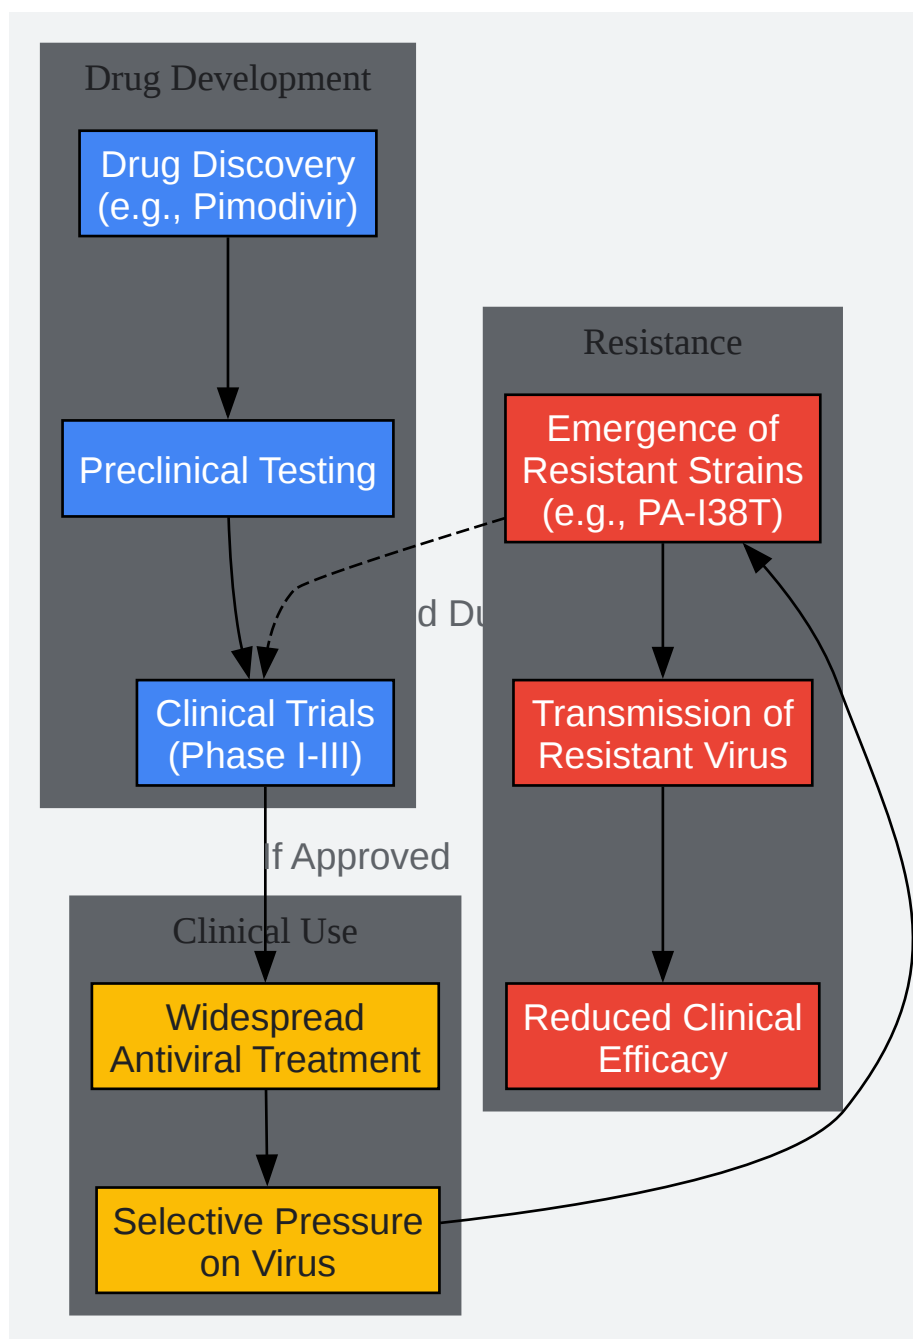 Drug Development
Drug Discovery
(e.g., Pimodivir)
Preclinical Testing
Clinical Trials
(Phase I-III)
If Approved
Clinical Use
Widespread
Antiviral Treatment
Selective Pressure
on Virus
Resistance
Emergence of
Resistant Strains
(e.g., PA-I38T)
Transmission of
Resistant Virus
Reduced Clinical
Efficacy